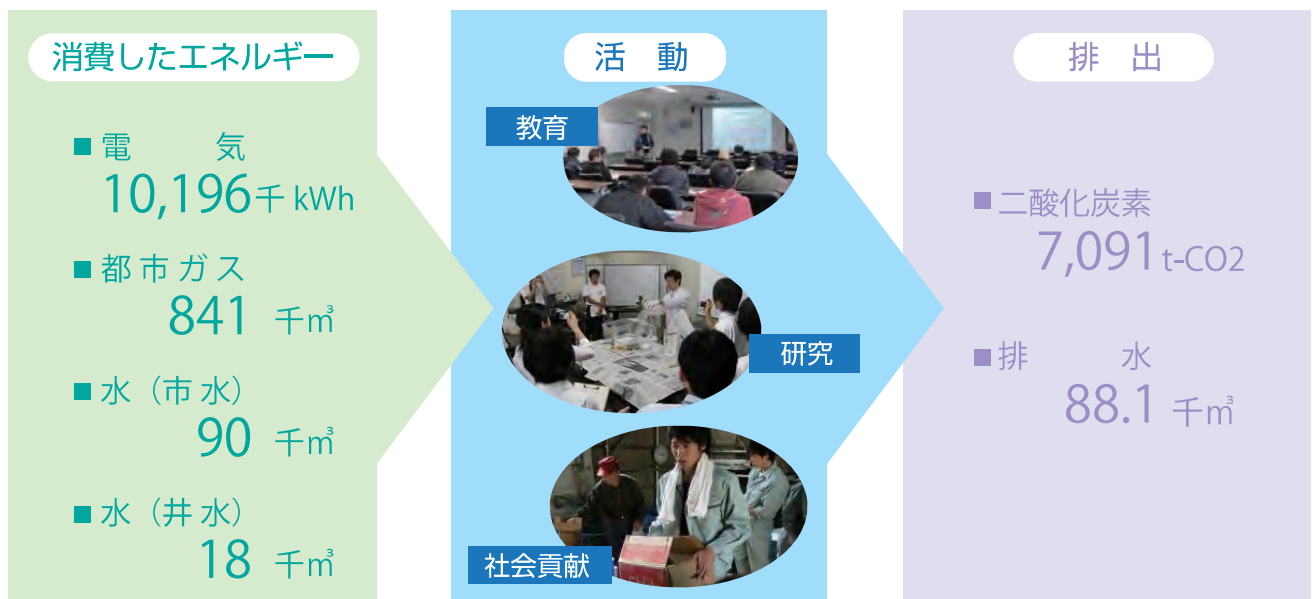 消費したエネルギー
■電　気
10,196千 kWh
■都市ガス
841 千㎥
■水（市水）
90 千㎥
■水（井水）
18 千㎥
活　動
教育
研究
社会貢献
排　出
■二酸化炭素
7,091 t-CO2
■排　水
88.1 千㎥